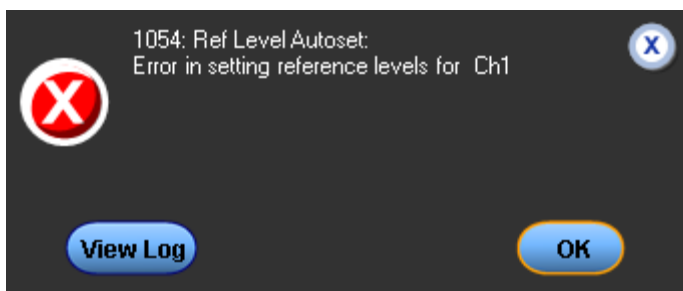 1054: Ref Level Autoset:
Error in setting reference levels for Ch1
X
View Log
OK